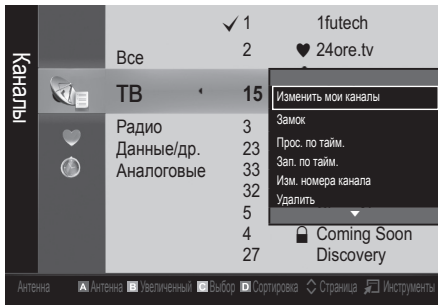 Каналы
✓ 1 1futech
Все 2 ♥ 24ore.tv
ТВ 15
Радио 3
Данные/др. 23
Аналоговые 33
32
5
4 Coming Soon
27 Discovery
Изменить мои каналы
Замок
Прос. по тайм.
Зап. по тайм.
Изм. номера канала
Удалить
Антенна A Антенна B Увеличенный C Выбор D Сортировка Страница Инструменты